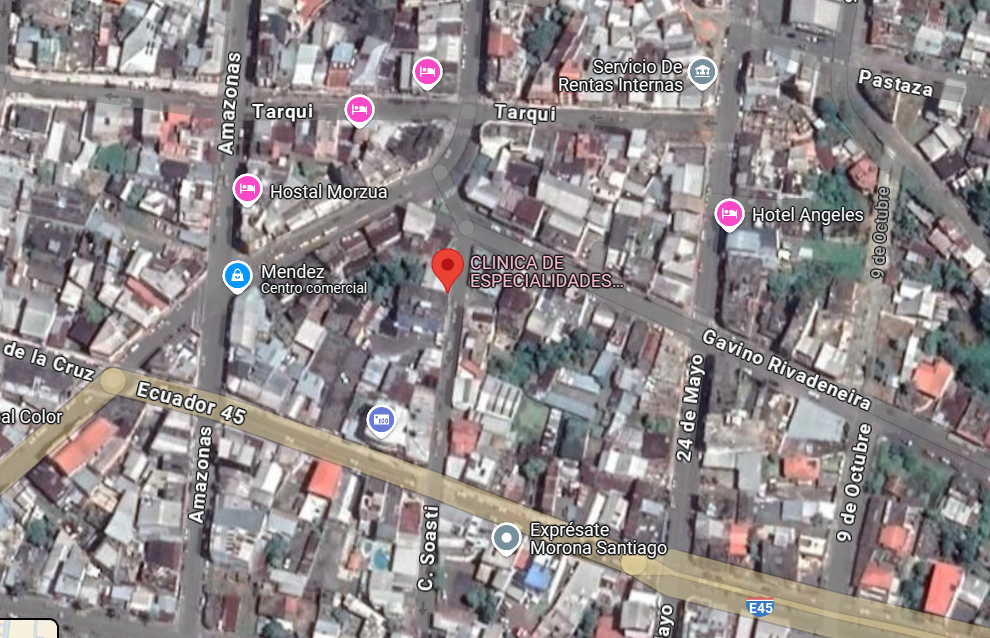 Amazonas
Tarqui
Tarqui
Servicio De
Rentas Internas
Pastaza
Hostal Morzua
Hotel Angeles
9 de Octubre
CLINICA DE
ESPECIALIDADES...
Mendez
Centro comercial
de la Cruz
Ecuador 45
Gavino Rivadeneira
24 de Mayo
al Color
Amazonas
9 de Octubre
C. Soasti
Exprésate
Morona Santiago
E45
Mayo